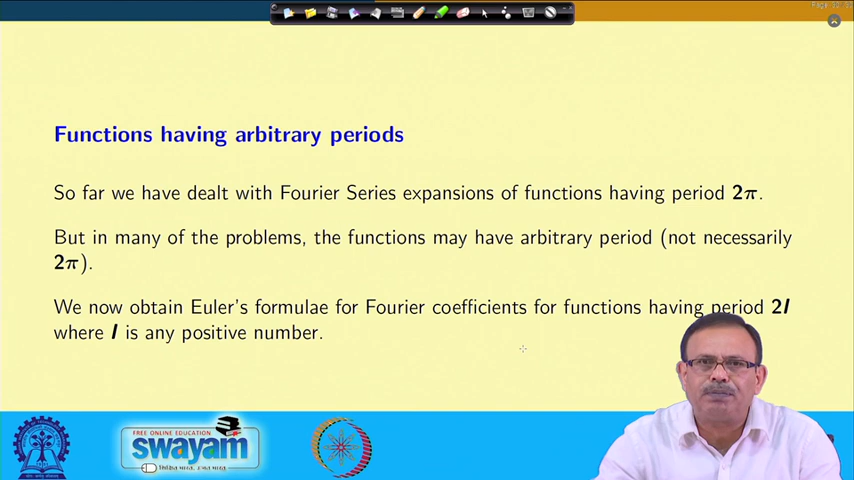 Functions having arbitrary periods
So far we have dealt with Fourier Series expansions of functions having period 2π.
But in many of the problems, the functions may have arbitrary period (not necessarily
2π).
We now obtain Euler's formulae for Fourier coefficients for functions having period 2l
where l is any positive number.
FREE ONLINE EDUCATION
swayam